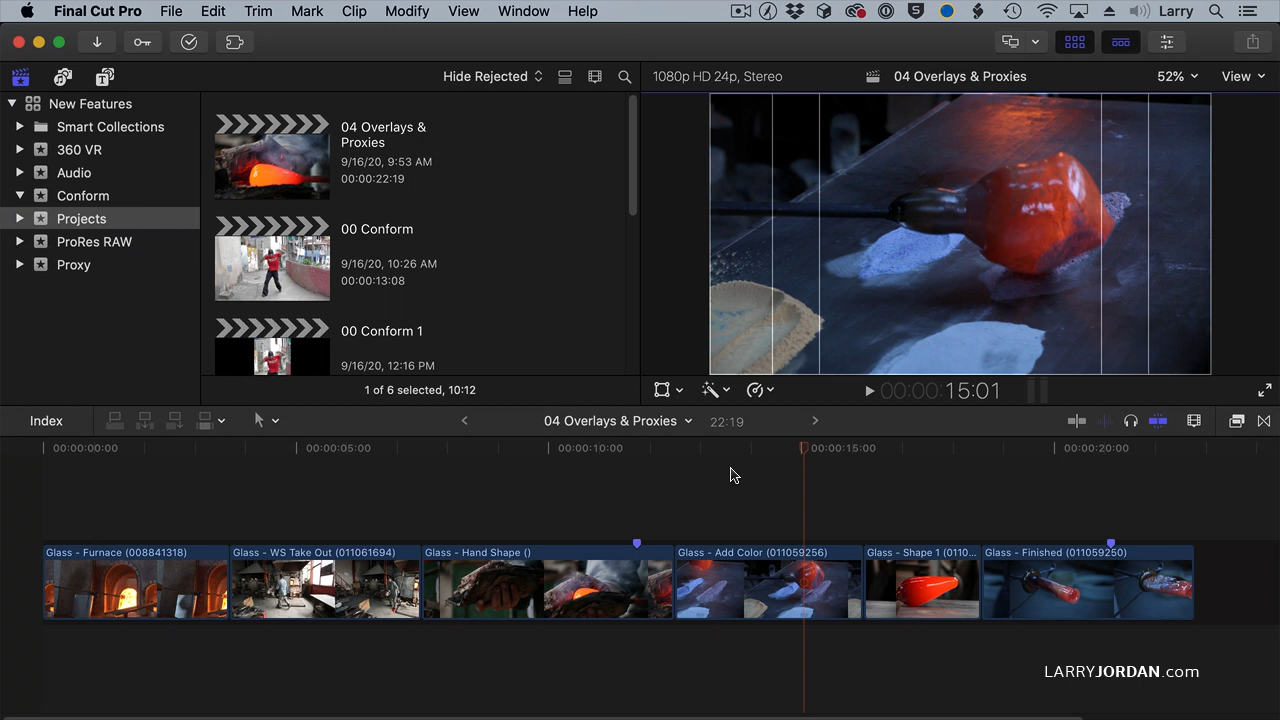 Final Cut Pro File Edit Trim Mark Clip Modify View Window Help Larry
Hide Rejected
1080p HD 24p, Stereo 04 Overlays & Proxies 52% View
New Features
Smart Collections
360 VR
Audio
Conform
Projects
ProRes RAW
Proxy
04 Overlays &
Proxies
9/16/20, 9:53 AM
00:00:22:19
00 Conform
9/16/20, 10:26 AM
00:00:13:08
00 Conform 1
9/16/20, 12:16 PM
1 of 6 selected, 10:12
00:00:15:01
Index 04 Overlays & Proxies 22:19
00:00:00:00 00:00:05:00 00:00:10:00 00:00:15:00 00:00:20:00
Glass - Furnace (008841318) Glass - WS Take Out (011061694) Glass - Hand Shape () Glass - Add Color (011059256) Glass - Shape 1 (0110... Glass - Finished (011059250)
LARRYJORDAN.com